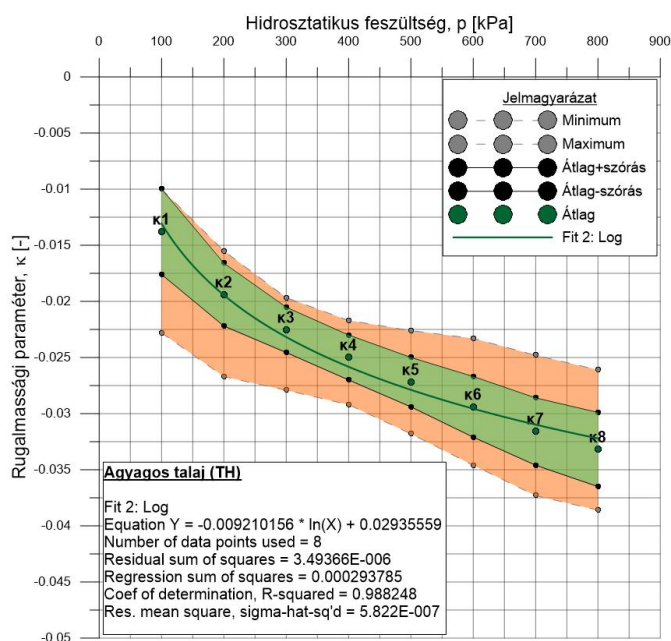 Hidrosztatikus feszültség, p [kPa]
0 100 200 300 400 500 600 700 800 900
0
-0.005
-0.01
-0.015
-0.02
-0.025
-0.03
-0.035
-0.04
-0.045
-0.05
Rugalmassági paraméter, κ [-]
Jelmagyarázat
Minimum
Maximum
Átlag+szórás
Átlag-szórás
Átlag
Fit 2: Log
κ1
κ2
κ3
κ4
κ5
κ6
κ7
κ8
Agyagos talaj (TH)
Fit 2: Log
Equation Y = -0.009210156 * ln(X) + 0.02935559
Number of data points used = 8
Residual sum of squares = 3.49366E-006
Regression sum of squares = 0.000293785
Coef of determination, R-squared = 0.988248
Res. mean square, sigma-hat-sq'd = 5.822E-007